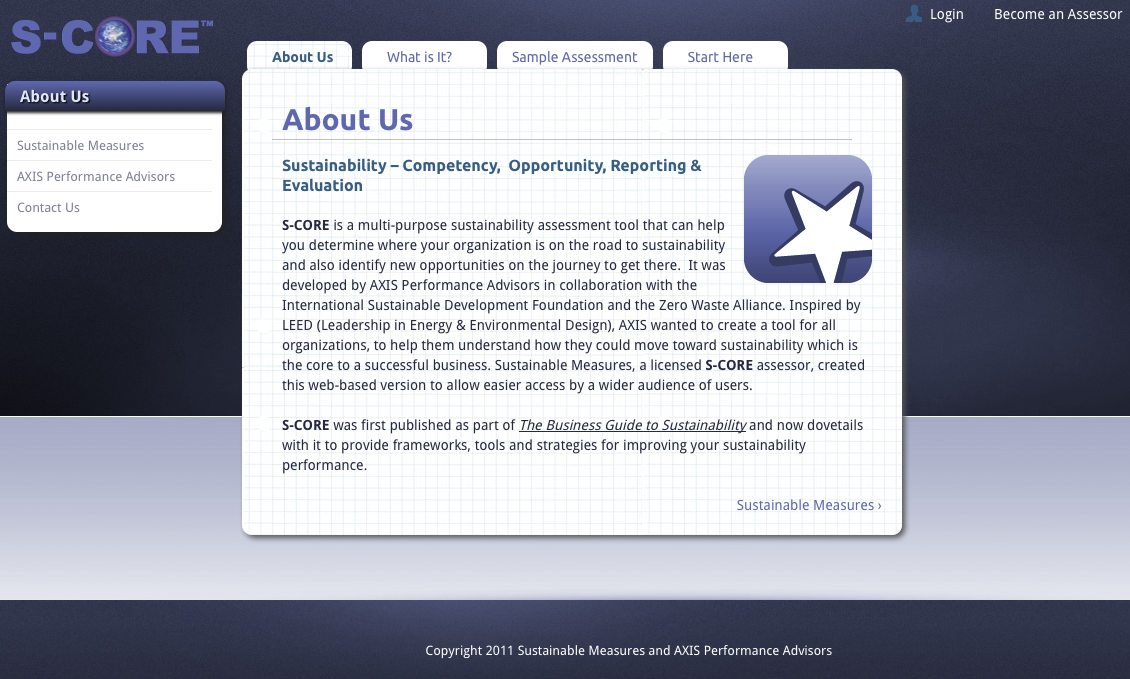 S-CORE™
Login
Become an Assessor
About Us
What is It?
Sample Assessment
Start Here
About Us
Sustainable Measures
AXIS Performance Advisors
Contact Us
About Us
Sustainability – Competency,  Opportunity, Reporting &
Evaluation
S-CORE is a multi-purpose sustainability assessment tool that can help
you determine where your organization is on the road to sustainability
and also identify new opportunities on the journey to get there.  It was
developed by AXIS Performance Advisors in collaboration with the
International Sustainable Development Foundation and the Zero Waste Alliance. Inspired by
LEED (Leadership in Energy & Environmental Design), AXIS wanted to create a tool for all
organizations, to help them understand how they could move toward sustainability which is
the core to a successful business. Sustainable Measures, a licensed S-CORE assessor, created
this web-based version to allow easier access by a wider audience of users.
S-CORE was first published as part of The Business Guide to Sustainability and now dovetails
with it to provide frameworks, tools and strategies for improving your sustainability
performance.
Sustainable Measures ›
Copyright 2011 Sustainable Measures and AXIS Performance Advisors